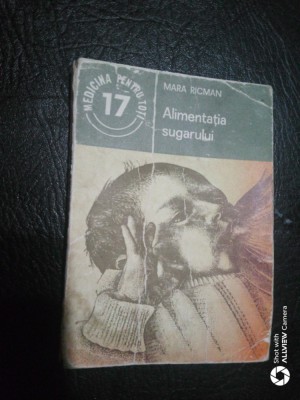 MEDICINA PENTRU TOȚI
17
MARA RICMAN
Alimentația
sugarului
Shot with
ALLVIEW Camera